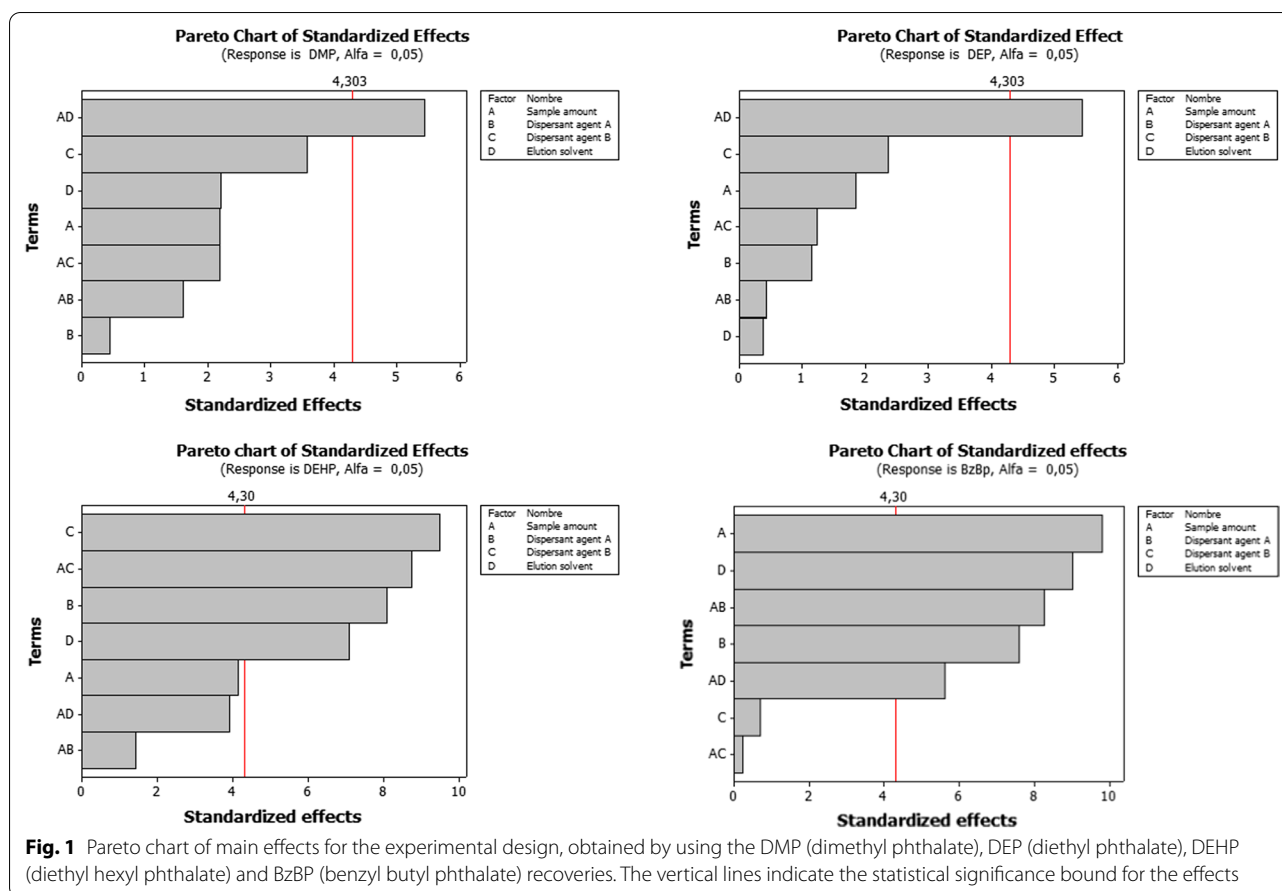 Pareto Chart of Standardized Effects
(Response is DMP, Alfa = 0,05)
4,303
Terms
AD
C
D
A
AC
AB
B
0 1 2 3 4 5 6
Standardized Effects
Factor Nombre
A Sample amount
B Dispersant agent A
C Dispersant agent B
D Elution solvent
Pareto Chart of Standardized Effect
(Response is DEP, Alfa = 0,05)
4,303
Terms
AD
C
A
AC
B
AB
D
0 1 2 3 4 5 6
Standardized Effects
Factor Nombre
A Sample amount
B Dispersant agent A
C Dispersant agent B
D Elution solvent
Pareto chart of Standardized Effects
(Response is DEHP, Alfa = 0,05)
4,30
Terms
C
AC
B
D
A
AD
AB
0 2 4 6 8 10
Standardized effects
Factor Nombre
A Sample amount
B Dispersant agent A
C Dispersant agent B
D Elution solvent
Pareto Chart of Standardized effects
(Response is BzBp, Alfa = 0,05)
4,30
Terms
A
D
AB
B
AD
C
AC
0 2 4 6 8 10
Standardized effects
Factor Nombre
A Sample amount
B Dispersant agent A
C Dispersant agent B
D Elution solvent
Fig. 1 Pareto chart of main effects for the experimental design, obtained by using the DMP (dimethyl phthalate), DEP (diethyl phthalate), DEHP
(diethyl hexyl phthalate) and BzBP (benzyl butyl phthalate) recoveries. The vertical lines indicate the statistical significance bound for the effects